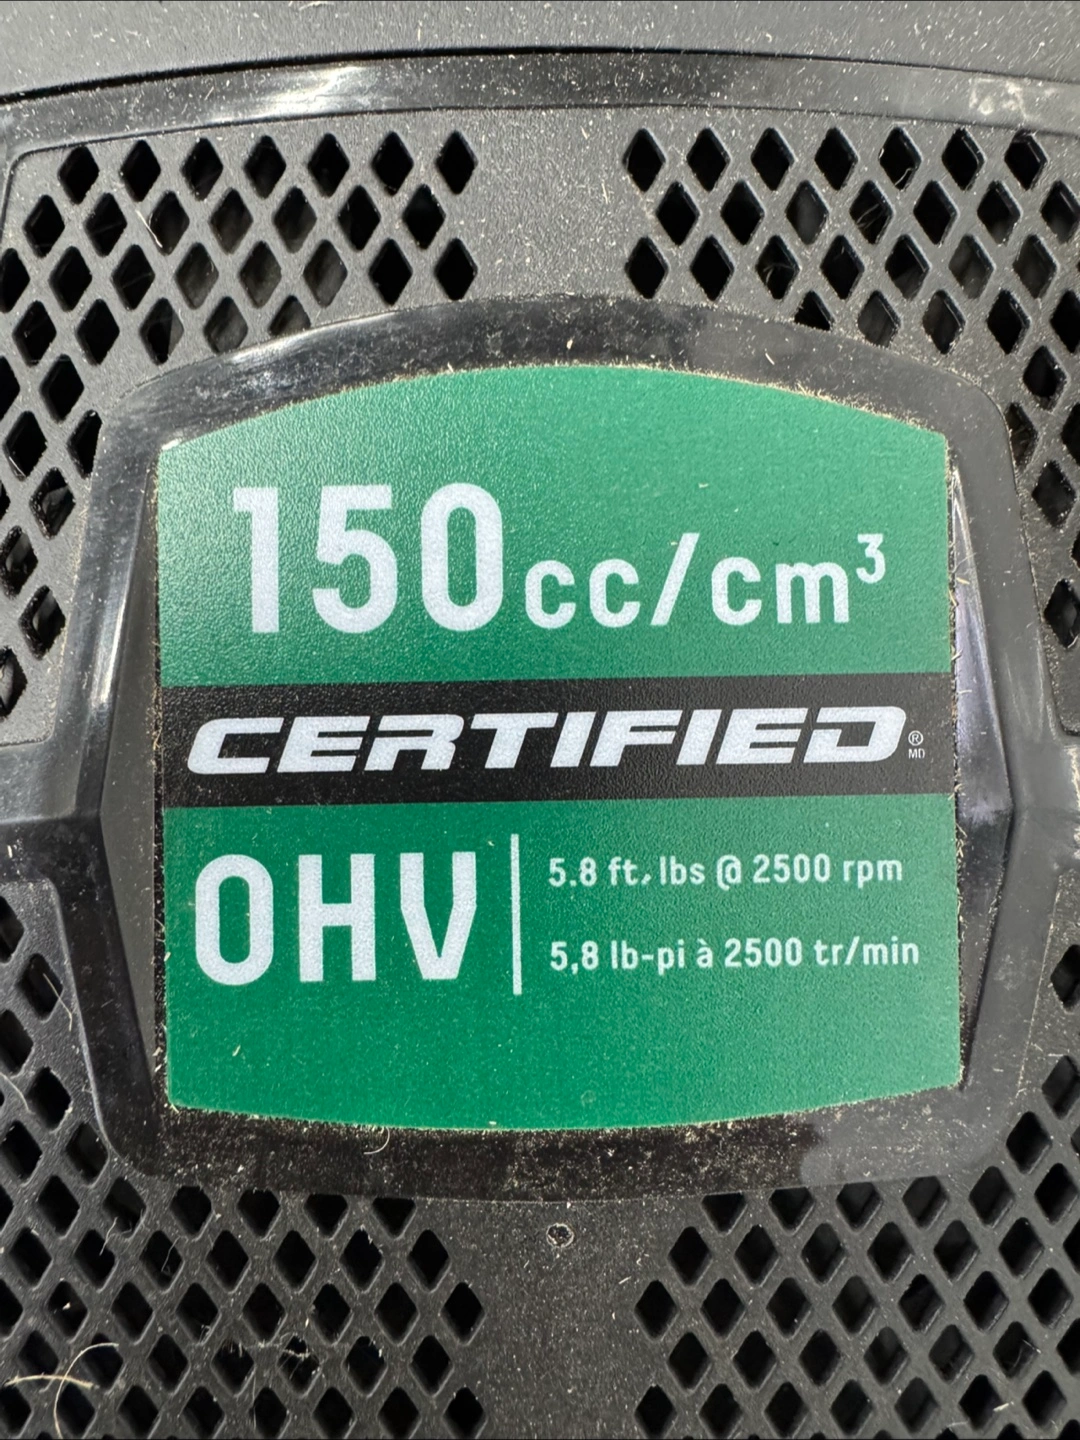 150cc/cm³
CERTIFIED®
MD
OHV
5.8 ft. lbs @ 2500 rpm
5,8 lb-pi à 2500 tr/min